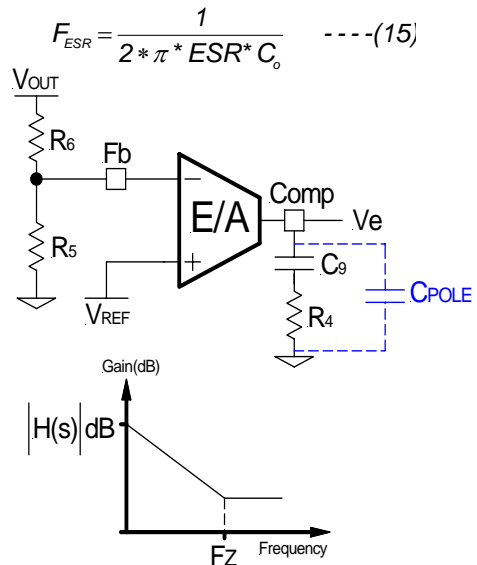 F_ESR = 1 / (2 * π * ESR * C_o) ----(15)
VOUT
R6
Fb
Comp
E/A
Ve
R5
C9
CPOLE
R4
VREF
Gain(dB)
|H(s)| dB
FZ
Frequency